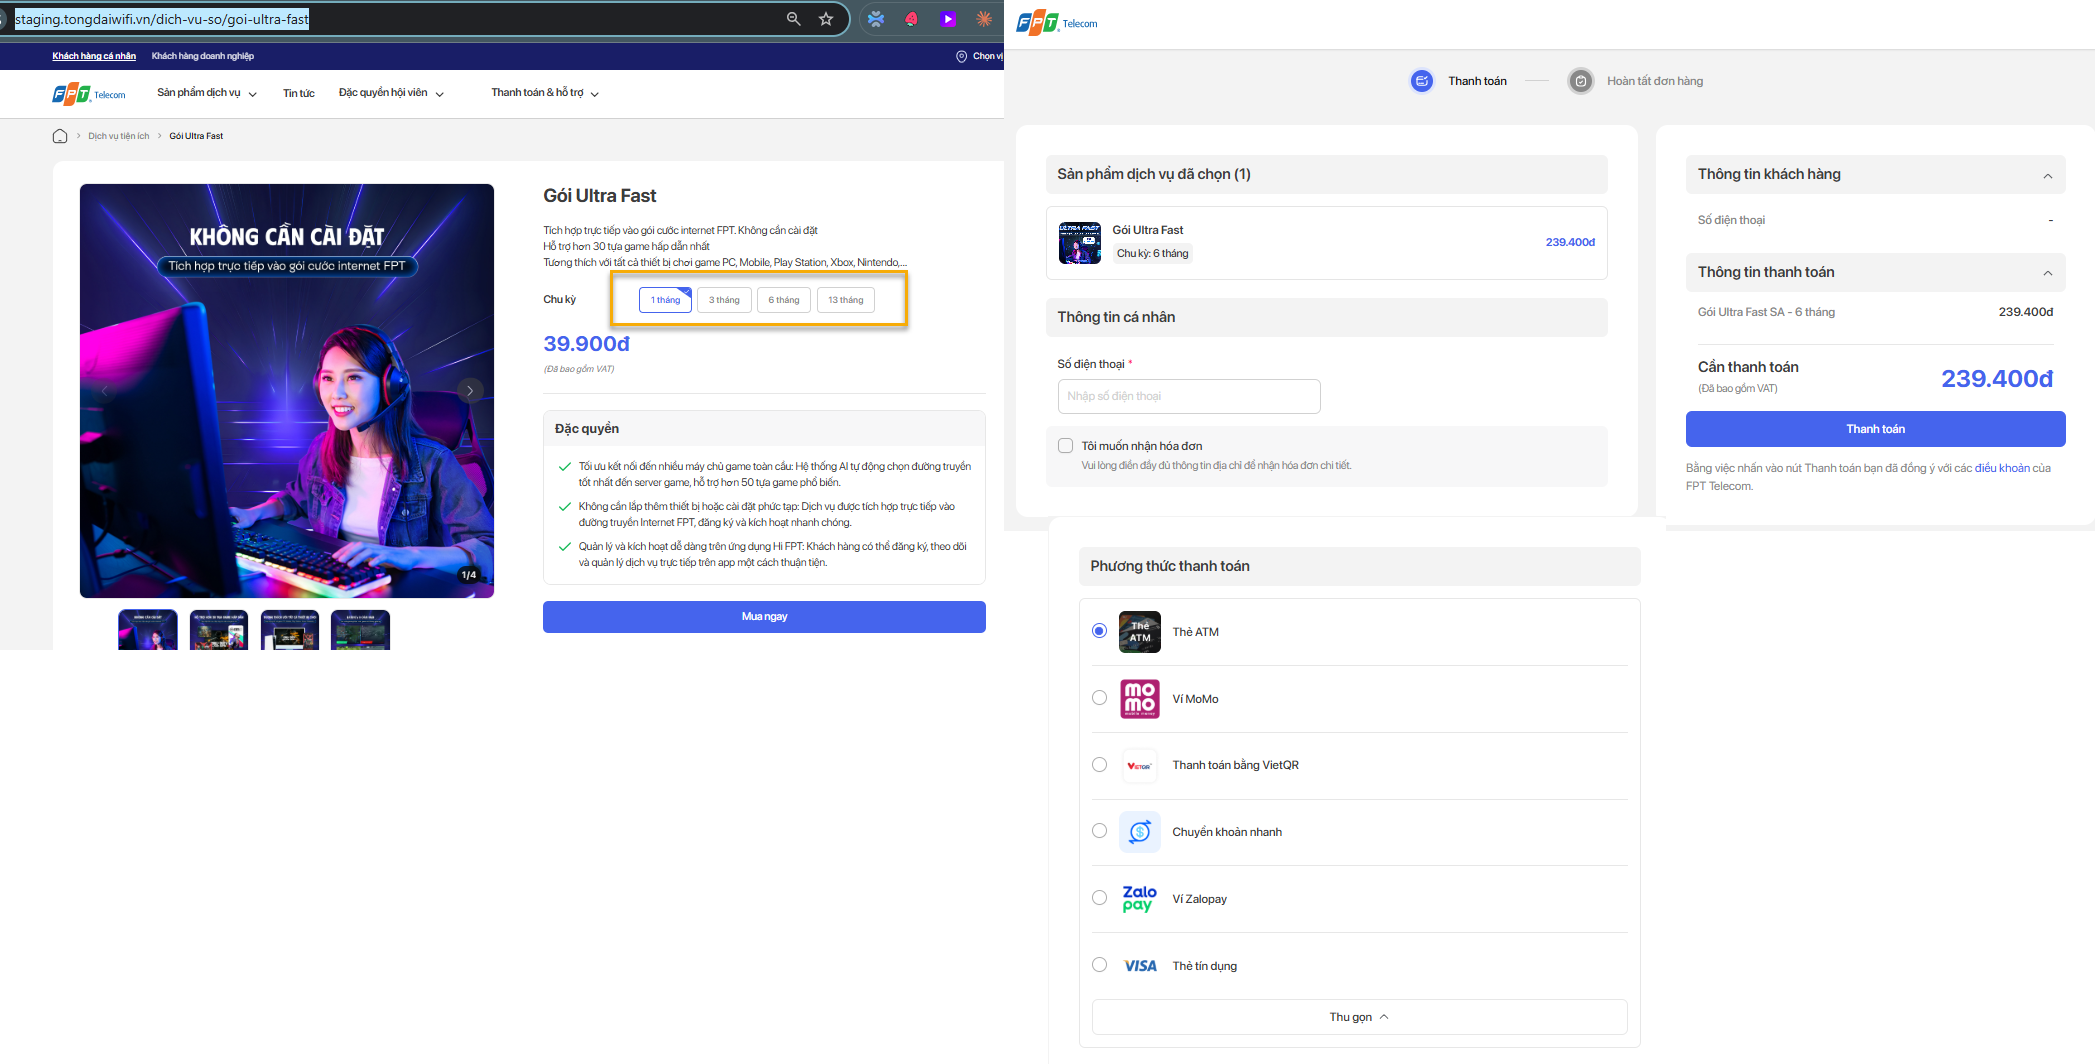 staging.tongdaiwifi.vn/dich-vu-so/goi-ultra-fast
Khách hàng cá nhân
Khách hàng doanh nghiệp
Chọn vị
FPT Telecom
Sản phẩm dịch vụ
Tin tức
Đặc quyền hội viên
Thanh toán & hỗ trợ
Dịch vụ tiện ích
Gói Ultra Fast
KHÔNG CẦN CÀI ĐẶT
Tích hợp trực tiếp vào gói cước internet FPT
1/4
Gói Ultra Fast
Tích hợp trực tiếp vào gói cước internet FPT. Không cần cài đặt
Hỗ trợ hơn 30 tựa game hấp dẫn nhất
Tương thích với tất cả thiết bị chơi game PC, Mobile, Play Station, Xbox, Nintendo,...
Chu kỳ
1 tháng
3 tháng
6 tháng
13 tháng
39.900đ
(Đã bao gồm VAT)
Đặc quyền
Tối ưu kết nối đến nhiều máy chủ game toàn cầu: Hệ thống AI tự động chọn đường truyền
tốt nhất đến server game, hỗ trợ hơn 50 tựa game phổ biến.
Không cần lắp thêm thiết bị hoặc cài đặt phức tạp: Dịch vụ được tích hợp trực tiếp vào
đường truyền Internet FPT, đăng ký và kích hoạt nhanh chóng.
Quản lý và kích hoạt dễ dàng trên ứng dụng Hi FPT: Khách hàng có thể đăng ký, theo dõi
và quản lý dịch vụ trực tiếp trên app một cách thuận tiện.
Mua ngay
FPT Telecom
Thanh toán
Hoàn tất đơn hàng
Sản phẩm dịch vụ đã chọn (1)
ULTRA FAST
Gói Ultra Fast
Chu kỳ: 6 tháng
239.400đ
Thông tin cá nhân
Số điện thoại *
Nhập số điện thoại
Tôi muốn nhận hóa đơn
Vui lòng điền đầy đủ thông tin địa chỉ để nhận hóa đơn chi tiết.
Phương thức thanh toán
Thẻ
ATM
Thẻ ATM
momo
Ví MoMo
VIETQR
Thanh toán bằng VietQR
Chuyển khoản nhanh
Zalo
pay
Ví Zalopay
VISA
Thẻ tín dụng
Thu gọn
Thông tin khách hàng
Số điện thoại
-
Thông tin thanh toán
Gói Ultra Fast SA - 6 tháng
239.400đ
Cần thanh toán
(Đã bao gồm VAT)
239.400đ
Thanh toán
Bằng việc nhấn vào nút Thanh toán bạn đã đồng ý với các điều khoản của
FPT Telecom.